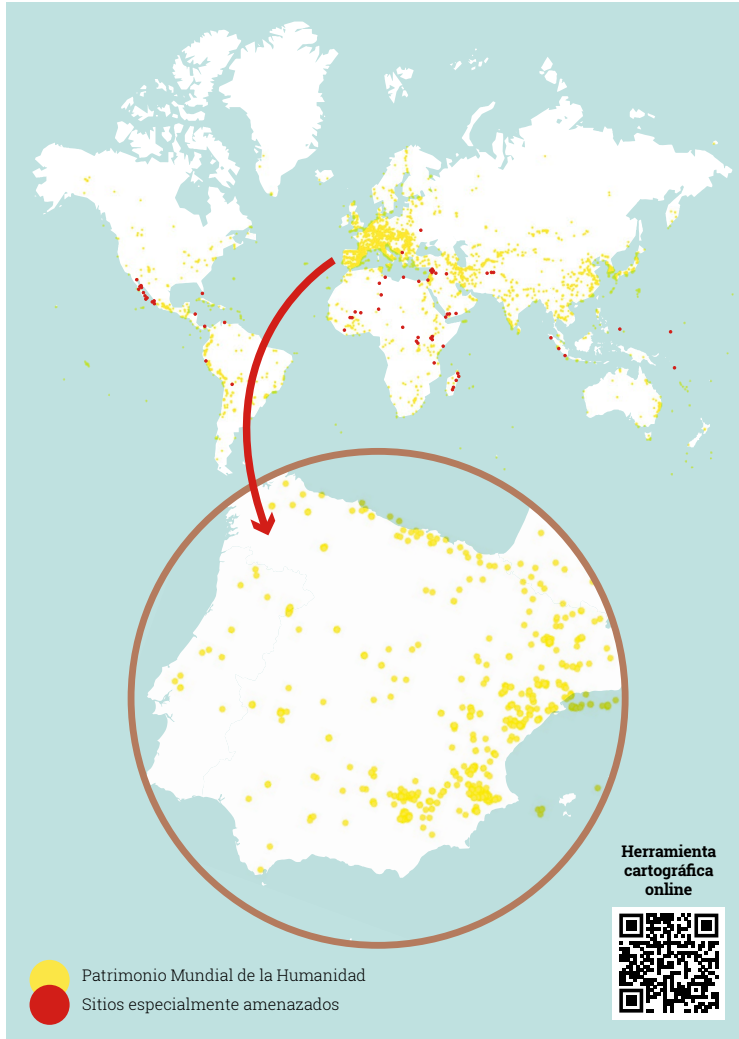 Herramienta
cartográfica
online
Patrimonio Mundial de la Humanidad
Sitios especialmente amenazados